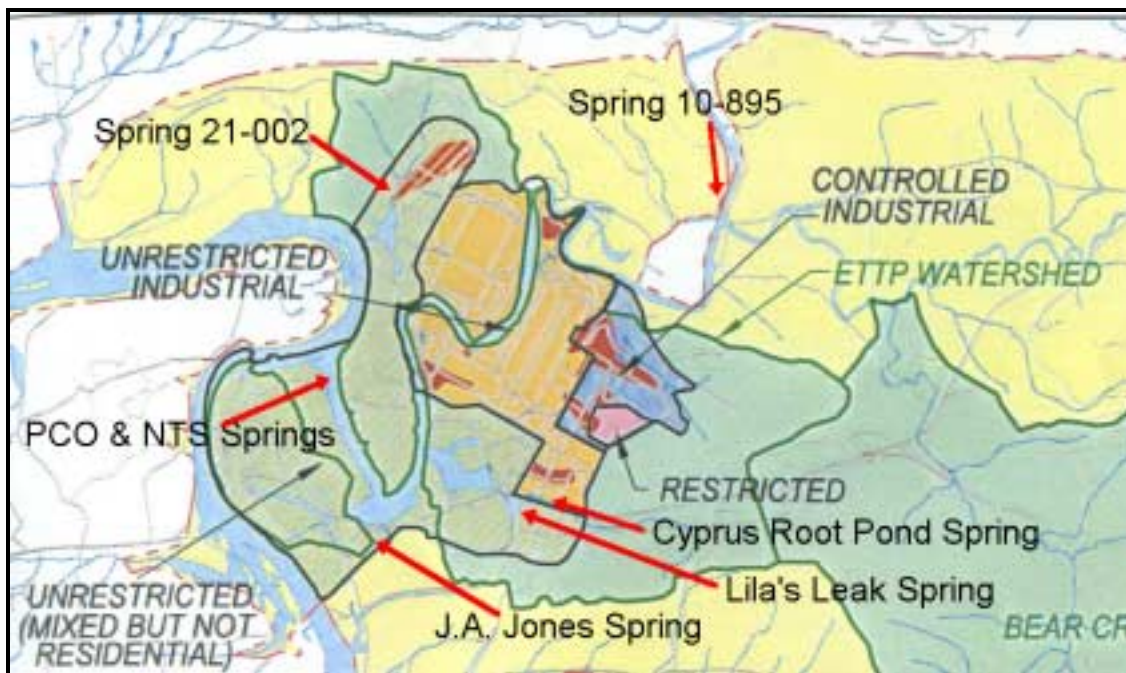 Spring 10-895
Spring 21-002
CONTROLLED
INDUSTRIAL
UNRESTRICTED
INDUSTRIAL
ETTP WATERSHED
PCO & NTS Springs
RESTRICTED
Cyprus Root Pond Spring
Lila's Leak Spring
UNRESTRICTED
(MIXED BUT NOT
RESIDENTIAL)
J.A. Jones Spring
BEAR CR